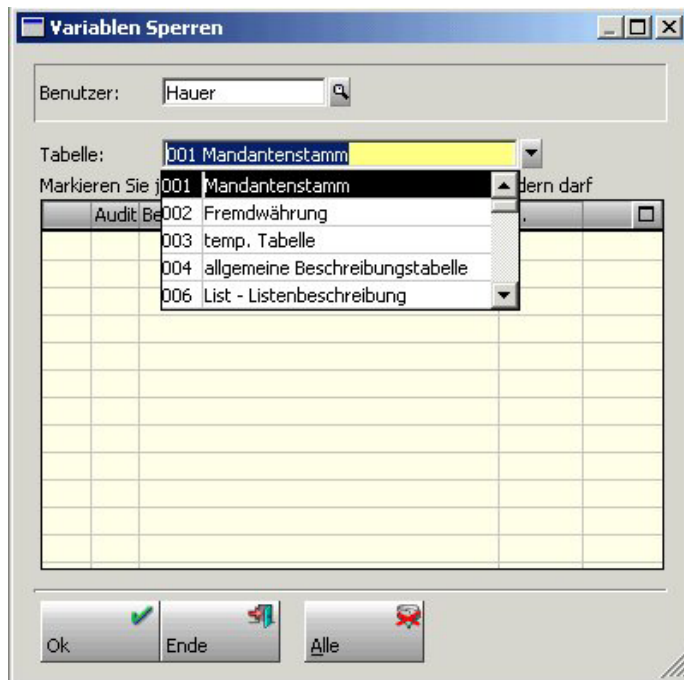 Variablen Sperren
Benutzer: Hauer
Tabelle: 001 Mandantenstamm
Markieren Sie dern darf
001 Mandantenstamm
Audit
002 Fremdwährung
003 temp. Tabelle
004 allgemeine Beschreibungstabelle
006 List - Listenbeschreibung
Ok Ende Alle